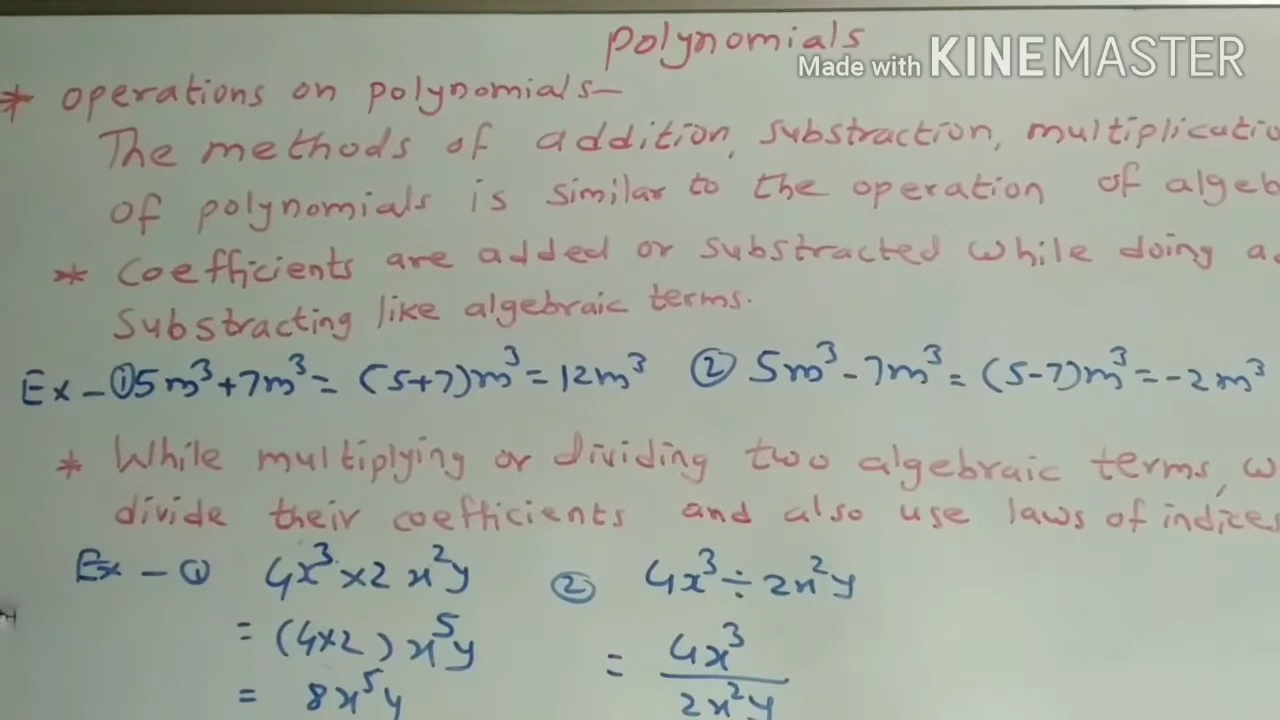 polynomials
Made with KINEMASTER
* operations on polynomials—
The methods of addition, substraction, multiplicatio
of polynomials is similar to the operation of algeb
* Coefficients are added or substracted while doing a
Substracting like algebraic terms.
Ex - ① 5m³ + 7m³ = (5+7)m³ = 12m³ ② 5m³ - 7m³ = (5-7)m³ = -2m³
* While multiplying or dividing two algebraic terms, w
divide their coefficients and also use laws of indices
Ex - ① 4x³ × 2x²y ② 4x³ ÷ 2x²y
= (4×2) x⁵y = 4x³
= 8x⁵y 2x²y